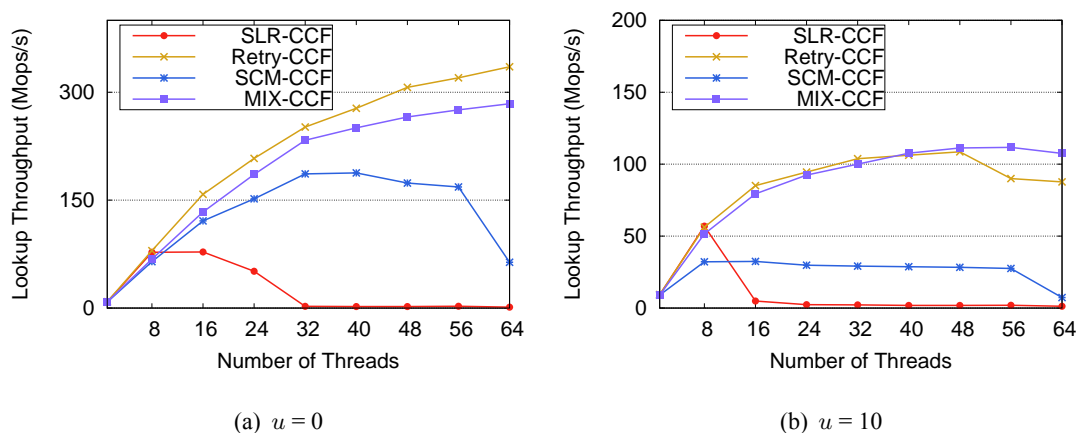 Lookup Throughput (Mops/s)
300
150
0
SLR-CCF
Retry-CCF
SCM-CCF
MIX-CCF
8 16 24 32 40 48 56 64
Number of Threads
(a) u = 0
Lookup Throughput (Mops/s)
200
150
100
50
0
SLR-CCF
Retry-CCF
SCM-CCF
MIX-CCF
8 16 24 32 40 48 56 64
Number of Threads
(b) u = 10